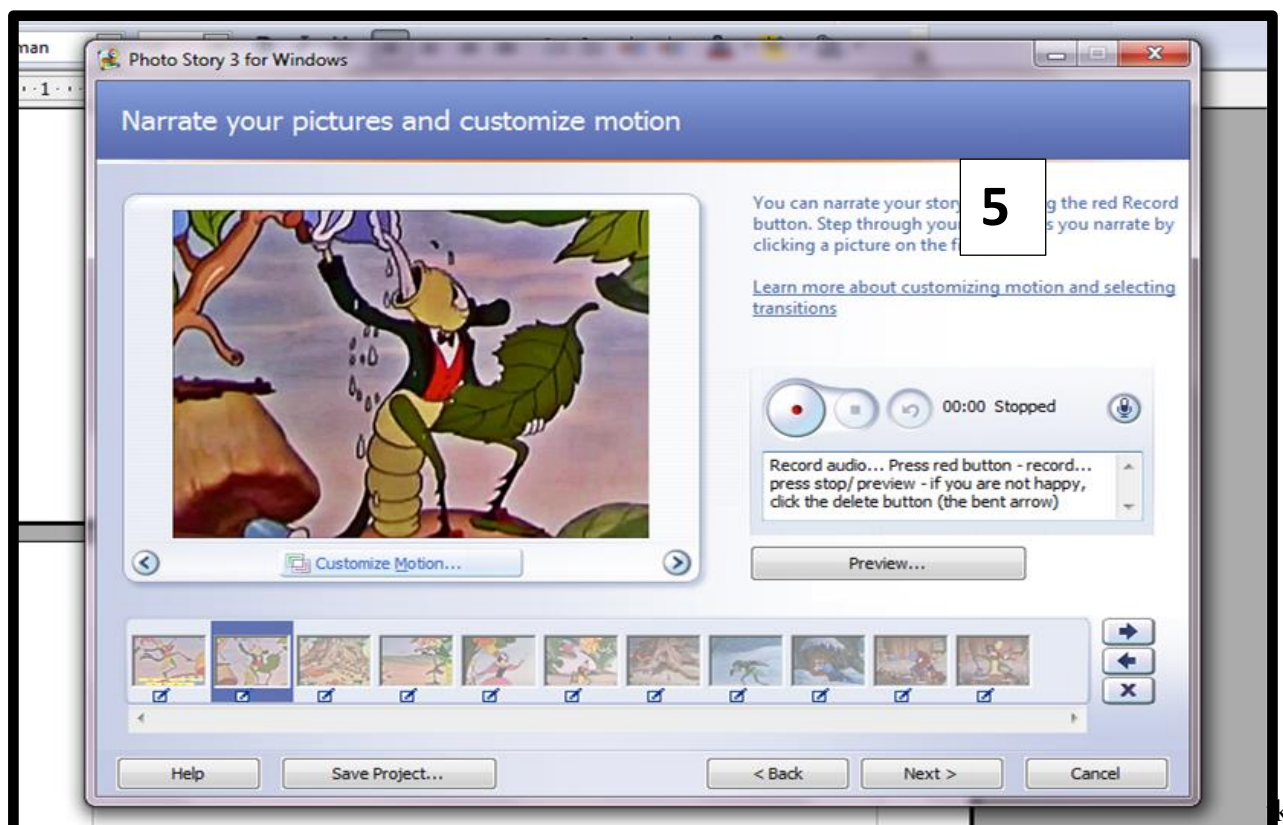 man
1
Photo Story 3 for Windows
Narrate your pictures and customize motion
5
You can narrate your story g the red Record
button. Step through you s you narrate by
clicking a picture on the f
Learn more about customizing motion and selecting
transitions
00:00 Stopped
Record audio... Press red button - record...
press stop/ preview - if you are not happy,
click the delete button (the bent arrow)
Customize Motion...
Preview...
Help
Save Project...
< Back
Next >
Cancel